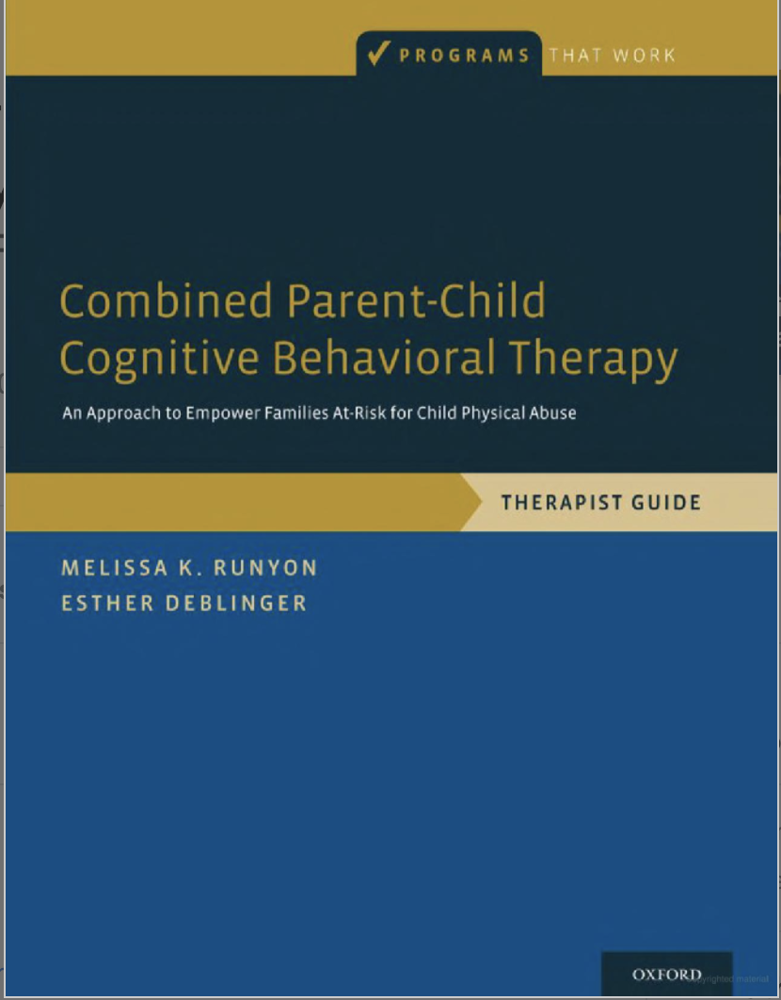 ✓ PROGRAMS THAT WORK
Combined Parent-Child
Cognitive Behavioral Therapy
An Approach to Empower Families At-Risk for Child Physical Abuse
THERAPIST GUIDE
MELISSA K. RUNYON
ESTHER DEBLINGER
OXFORD
Copyrighted material